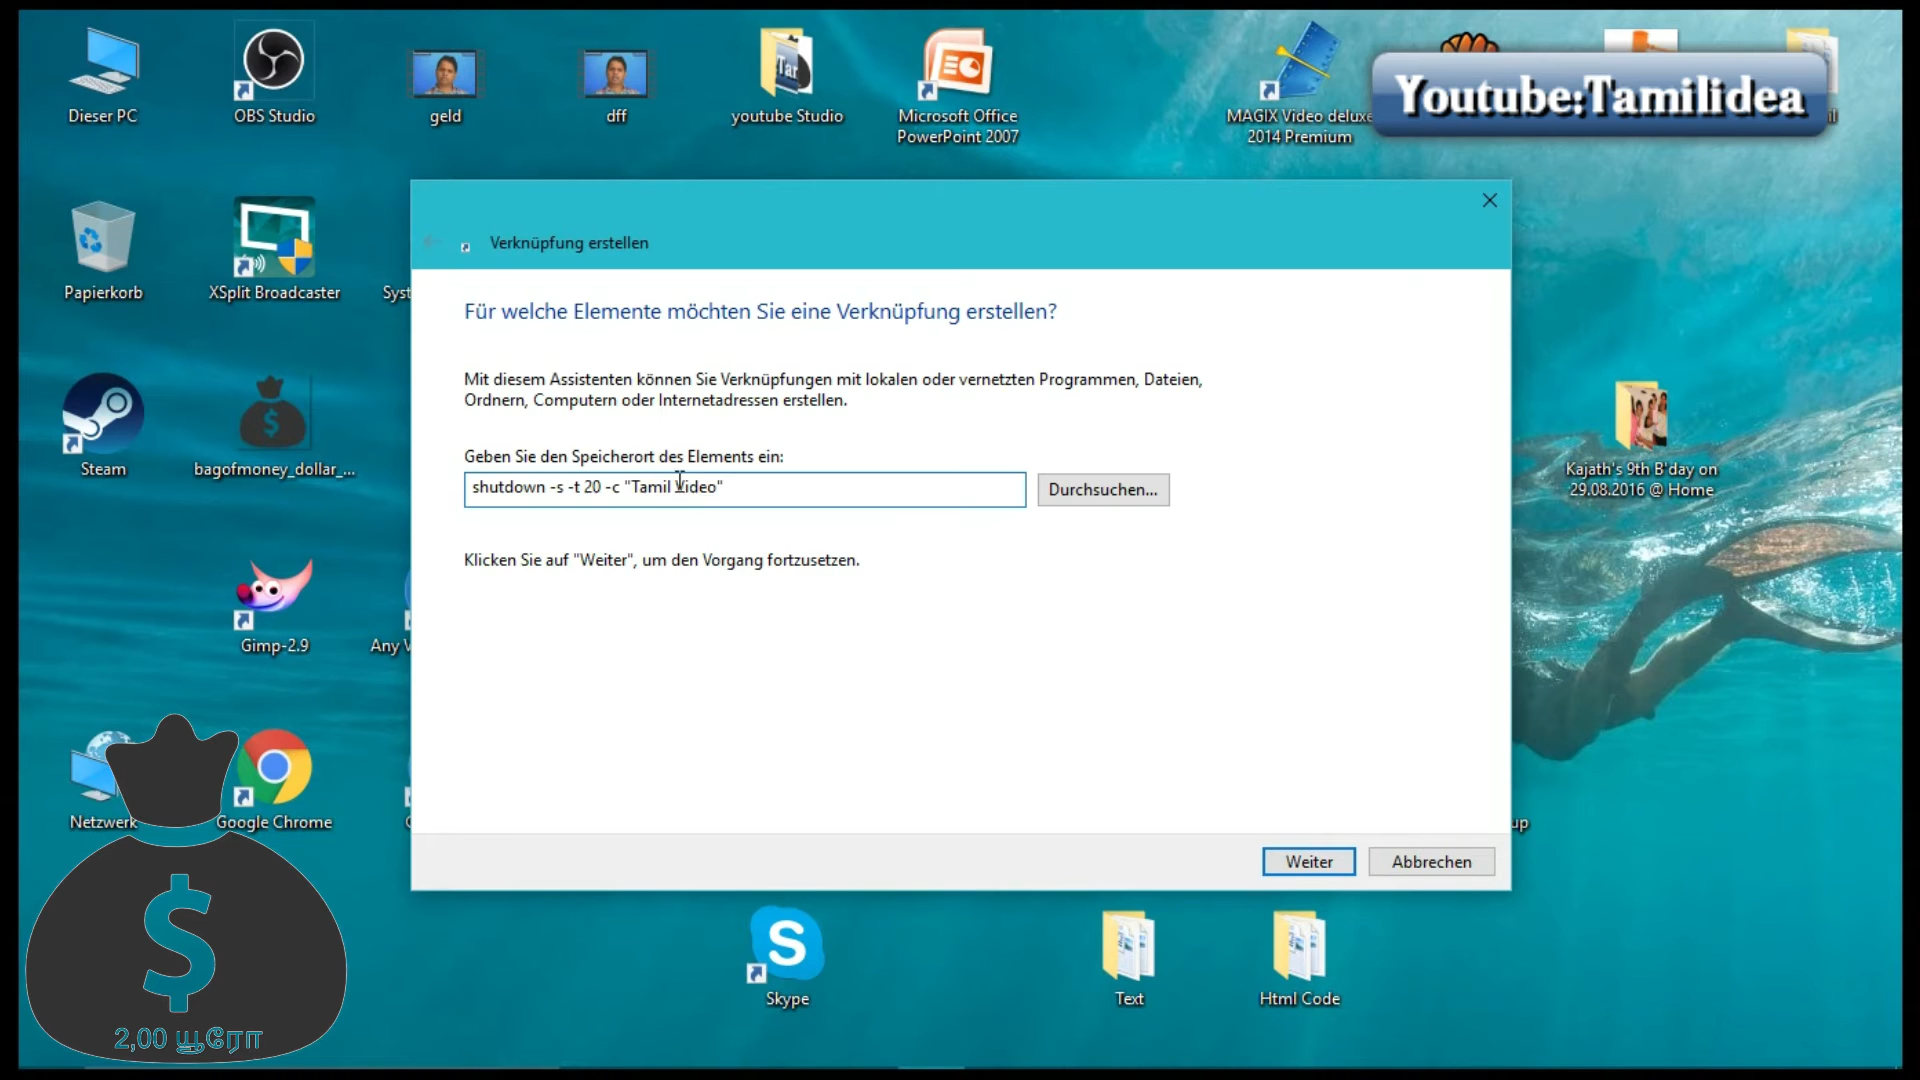 Dieser PC
OBS Studio
geld
dff
youtube Studio
Microsoft Office
PowerPoint 2007
MAGIX Video deluxe
2014 Premium
Youtube:Tamilidea
Papierkorb
XSplit Broadcaster
Syst
Verknüpfung erstellen
Für welche Elemente möchten Sie eine Verknüpfung erstellen?
Mit diesem Assistenten können Sie Verknüpfungen mit lokalen oder vernetzten Programmen, Dateien,
Ordnern, Computern oder Internetadressen erstellen.
Geben Sie den Speicherort des Elements ein:
shutdown -s -t 20 -c "Tamil Video"
Durchsuchen...
Klicken Sie auf "Weiter", um den Vorgang fortzusetzen.
Weiter
Abbrechen
Steam
bagofmoney_dollar_...
Kajath's 9th B'day on
29.08.2016 @ Home
Gimp-2.9
Any
Netzwerk
Google Chrome
up
$
2,00 யூரோ
Skype
Text
Html Code